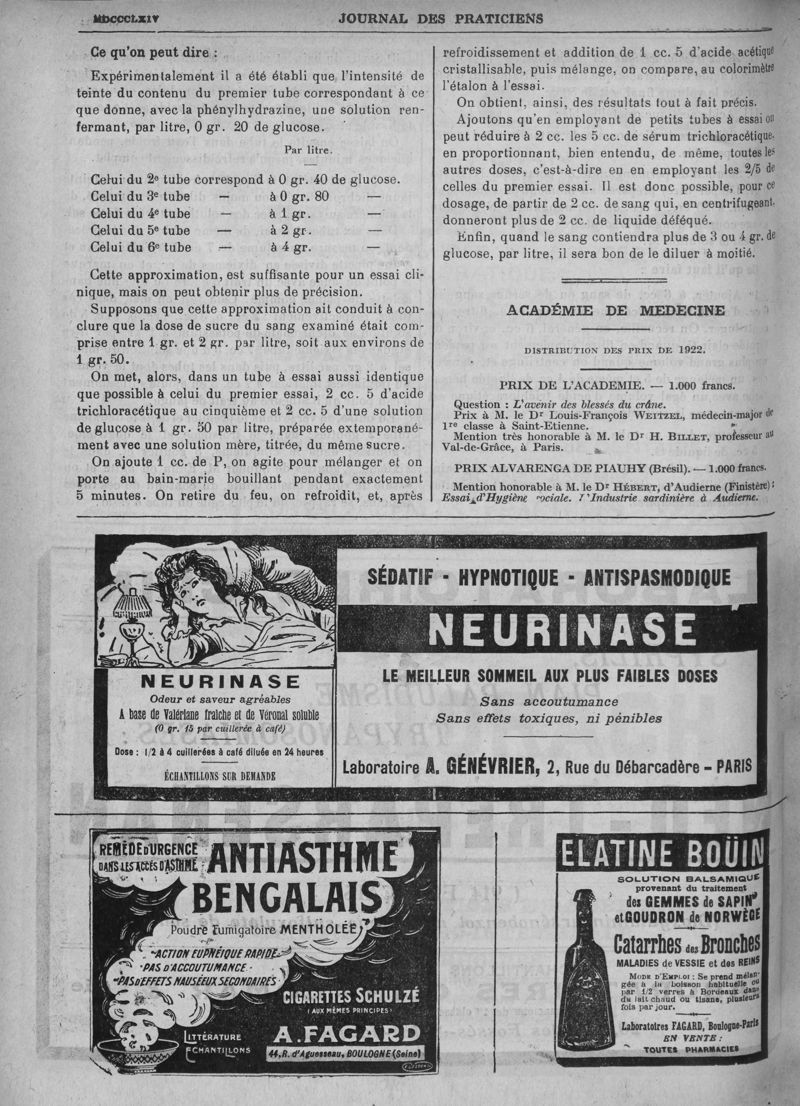 MDCCCLXIV
JOURNAL DES PRATICIENS
Ce qu'on peut dire :
Expérimentalement il a été établi que l'intensité de
teinte du contenu du premier tube correspondant à ce
que donne, avec la phénylhydrazine, une solution ren-
fermant, par litre, 0 gr. 20 de glucose.
Par litre.
Celui du 2e tube correspond à 0 gr. 40 de glucose.
Celui du 3e tube — à 0 gr. 80 —
Celui du 4e tube — à 1 gr. —
Celui du 5e tube — à 2 gr. —
Celui du 6e tube — à 4 gr. —
Cette approximation, est suffisante pour un essai cli-
nique, mais on peut obtenir plus de précision.
Supposons que cette approximation ait conduit à con-
clure que la dose de sucre du sang examiné était com-
prise entre 1 gr. et 2 gr. par litre, soit aux environs de
1 gr. 50.
On met, alors, dans un tube à essai aussi identique
que possible à celui du premier essai, 2 cc. 5 d'acide
trichloracétique au cinquième et 2 cc. 5 d'une solution
de glucose à 1 gr. 50 par litre, préparée extemporané-
ment avec une solution mère, titrée, du même sucre.
On ajoute 1 cc. de P, on agite pour mélanger et on
porte au bain-marie bouillant pendant exactement
5 minutes. On retire du feu, on refroidit, et, après
refroidissement et addition de 1 cc. 5 d'acide acétique
cristallisable, puis mélange, on compare, au colorimètre
l'étalon à l'essai.
On obtient, ainsi, des résultats tout à fait précis.
Ajoutons qu'en employant de petits tubes à essai on
peut réduire à 2 cc. les 5 cc. de sérum trichloracétique,
en proportionnant, bien entendu, de même, toutes les
autres doses, c'est-à-dire en en employant les 2/5 de
celles du premier essai. Il est donc possible, pour ce
dosage, de partir de 2 cc. de sang qui, en centrifugeant,
donneront plus de 2 cc. de liquide déféqué.
Enfin, quand le sang contiendra plus de 3 ou 4 gr. de
glucose, par litre, il sera bon de le diluer à moitié.
ACADÉMIE DE MEDECINE
DISTRIBUTION DES PRIX DE 1922.
PRIX DE L'ACADEMIE. — 1.000 francs.
Question : L'avenir des blessés du crâne.
Prix à M. le Dr Louis-François WEITZEL, médecin-major de
1re classe à Saint-Etienne.
Mention très honorable à M. le Dr H. BILLET, professeur au
Val-de-Grâce, à Paris.
PRIX ALVARENGA DE PIAUHY (Brésil). — 1.000 francs.
Mention honorable à M. le Dr HÉBERT, d'Audierne (Finistère) :
Essai d'Hygiène sociale. L'Industrie sardinière à Audierne.
NEURINASE
Odeur et saveur agréables
A base de Valériane fraîche et de Véronal soluble
(0 gr. 15 par cuillerée à café)
Dose : 1/2 à 4 cuillerées à café diluée en 24 heures
ÉCHANTILLONS SUR DEMANDE
SÉDATIF - HYPNOTIQUE - ANTISPASMODIQUE
NEURINASE
LE MEILLEUR SOMMEIL AUX PLUS FAIBLES DOSES
Sans accoutumance
Sans effets toxiques, ni pénibles
Laboratoire A. GÉNÉVRIER, 2, Rue du Débarcadère - PARIS
REMÈDE D'URGENCE
DANS LES ACCÈS D'ASTHME :
ANTIASTHME
BENGALAIS
Poudre Fumigatoire MENTHOLÉE
ACTION EUPNÉIQUE RAPIDE
PAS D'ACCOUTUMANCE
PAS D'EFFETS NAUSÉEUX SECONDAIRES
CIGARETTES SCHULZÉ
(AUX MÊMES PRINCIPES)
LITTÉRATURE
ECHANTILLONS
A. FAGARD
44, R. d'Aguesseau, BOULOGNE (Seine)
ELATINE BOÜIN
SOLUTION BALSAMIQUE
provenant du traitement
des GEMMES de SAPIN
et GOUDRON de NORWÈGE
Catarrhes des Bronches
MALADIES de VESSIE et des REINS
MODE D'EMPLOI : Se prend mélan-
gée à la boisson habituelle ou
par 1/2 verres à Bordeaux dans
du lait chaud ou tisane, plusieurs
fois par jour.
Laboratoires FAGARD, Boulogne-Paris
EN VENTE :
TOUTES PHARMACIES